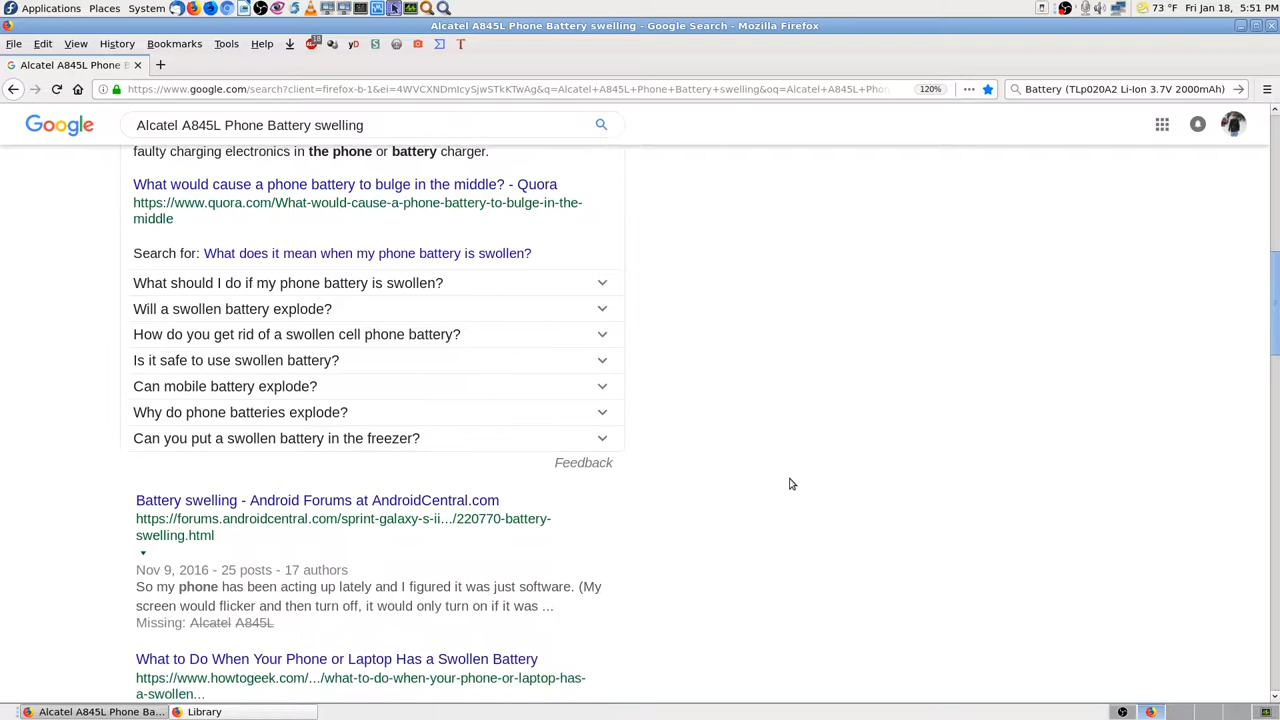 Applications Places System 73 °F Fri Jan 18, 5:51 PM
Alcatel A845L Phone Battery swelling - Google Search - Mozilla Firefox
File Edit View History Bookmarks Tools Help 18 yD S T
G Alcatel A845L Phone B
https://www.google.com/search?client=firefox-b-1&ei=4WVCXNDmIcySjwSTkKTwAg&q=Alcatel+A845L+Phone+Battery+swelling&oq=Alcatel+A845L+Phon 120% Battery (TLp020A2 Li-Ion 3.7V 2000mAh)
Google Alcatel A845L Phone Battery swelling
faulty charging electronics in the phone or battery charger.
What would cause a phone battery to bulge in the middle? - Quora
https://www.quora.com/What-would-cause-a-phone-battery-to-bulge-in-the-
middle
Search for: What does it mean when my phone battery is swollen?
What should I do if my phone battery is swollen?
Will a swollen battery explode?
How do you get rid of a swollen cell phone battery?
Is it safe to use swollen battery?
Can mobile battery explode?
Why do phone batteries explode?
Can you put a swollen battery in the freezer?
Feedback
Battery swelling - Android Forums at AndroidCentral.com
https://forums.androidcentral.com/sprint-galaxy-s-ii.../220770-battery-
swelling.html
Nov 9, 2016 - 25 posts - 17 authors
So my phone has been acting up lately and I figured it was just software. (My
screen would flicker and then turn off, it would only turn on if it was ...
Missing: Alcatel A845L
What to Do When Your Phone or Laptop Has a Swollen Battery
https://www.howtogeek.com/.../what-to-do-when-your-phone-or-laptop-has-
a-swollen...
Alcatel A845L Phone Ba... Library